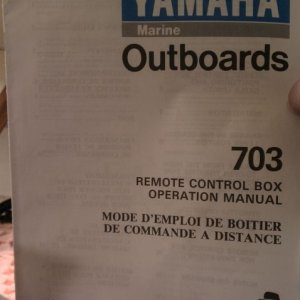 YAMAHA
Marine
Outboards
703
REMOTE CONTROL BOX
OPERATION MANUAL
MODE D'EMPLOI DE BOITIER
DE COMMANDE A DISTANCE